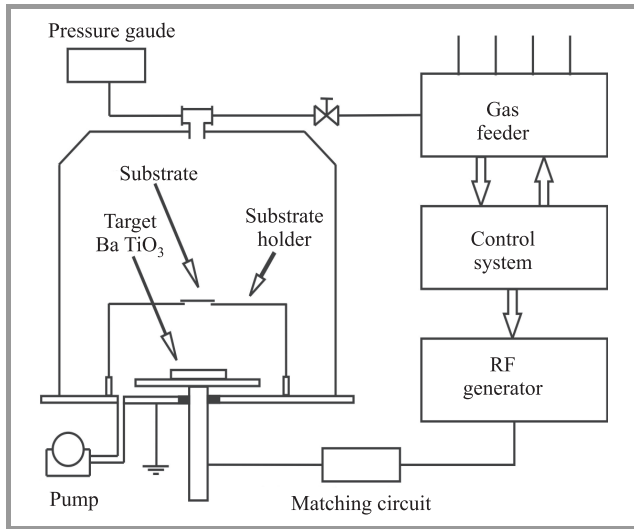 Pressure gaude
Gas
feeder
Substrate
Target
Ba TiO₃
Substrate
holder
Control
system
RF
generator
Pump
Matching circuit